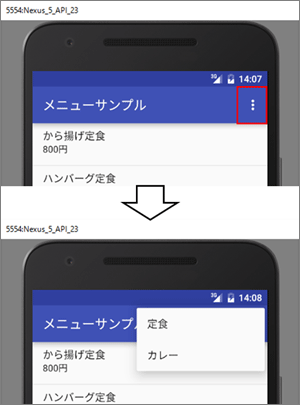 5554:Nexus_5_API_23
3G 14:07
メニューサンプル
から揚げ定食
800円
ハンバーグ定食
5554:Nexus_5_API_23
3G 14:08
メニューサンプル
定食
カレー
から揚げ定食
800円
ハンバーグ定食